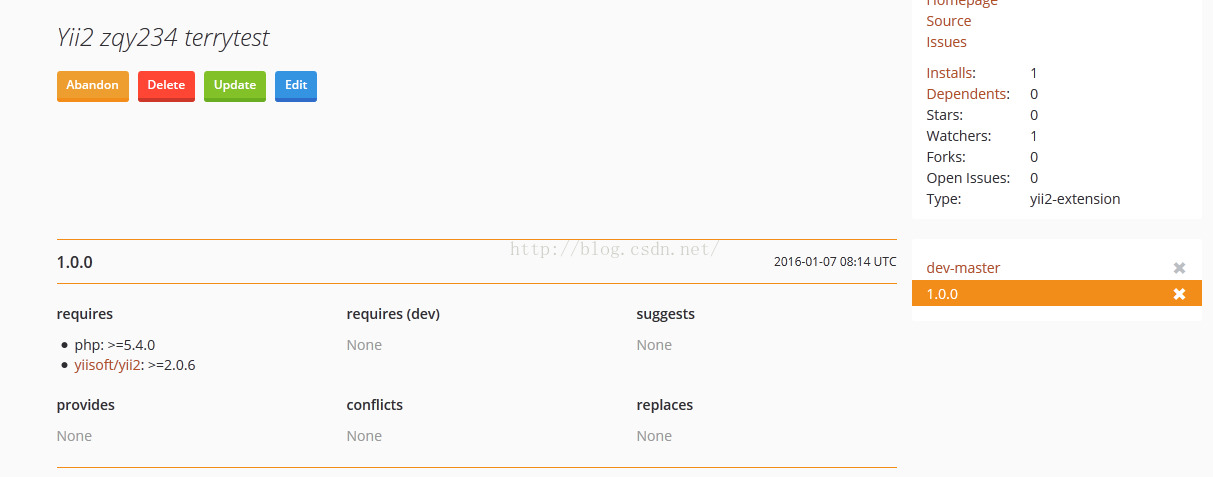 Yii2 zqy234 terrytest
Abandon Delete Update Edit
Homepage
Source
Issues
Installs: 1
Dependents: 0
Stars: 0
Watchers: 1
Forks: 0
Open Issues: 0
Type: yii2-extension
http://blog.csdn.net/
1.0.0 2016-01-07 08:14 UTC
dev-master ✖
1.0.0 ✖
requires requires (dev) suggests
• php: >=5.4.0 None None
• yiisoft/yii2: >=2.0.6
provides conflicts replaces
None None None